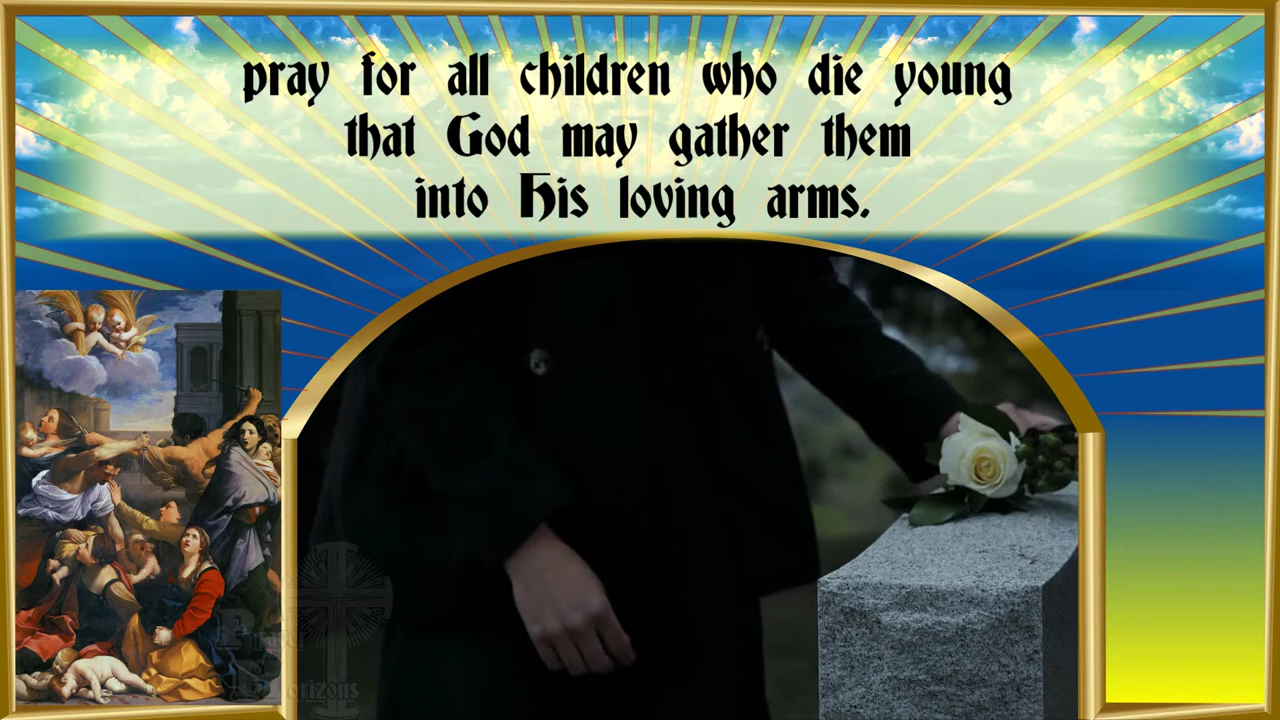 pray for all children who die young
that God may gather them
into His loving arms.